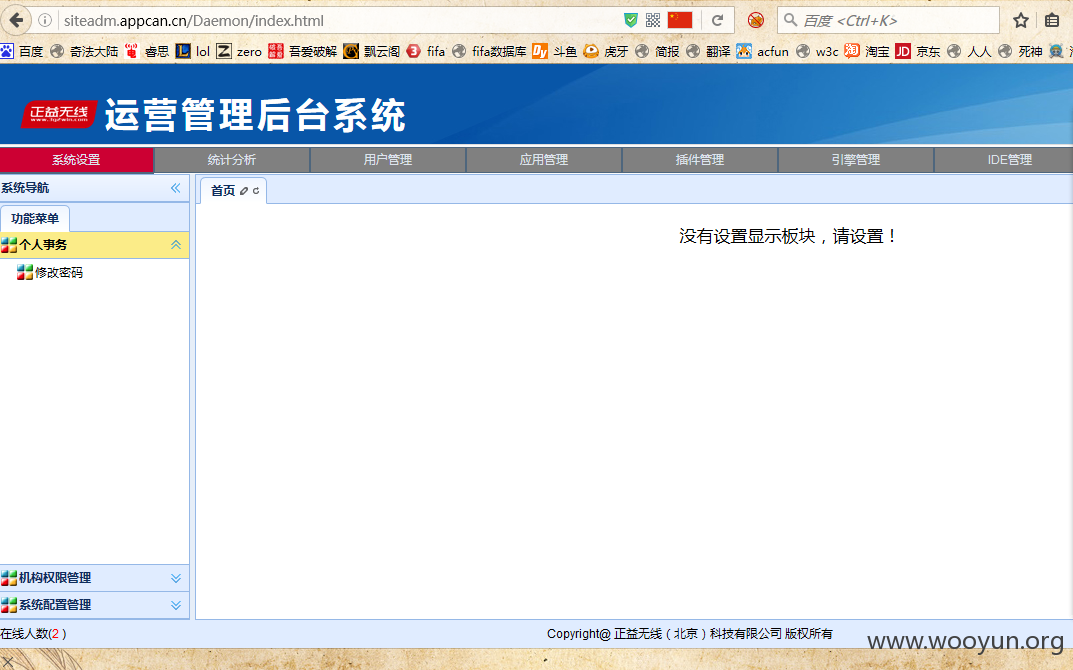 siteadm.appcan.cn/Daemon/index.html
百度 <Ctrl+K>
百度 奇法大陆 睿思 lol zero 吾爱破解 飘云阁 fifa fifa数据库 斗鱼 虎牙 简报 翻译 acfun w3c 淘宝 京东 人人 死神
正益无线 运营管理后台系统
系统设置 统计分析 用户管理 应用管理 插件管理 引擎管理 IDE管理
系统导航
首页
功能菜单
没有设置显示板块，请设置！
个人事务
修改密码
机构权限管理
系统配置管理
在线人数(2 )
Copyright@ 正益无线（北京）科技有限公司 版权所有
www.wooyun.org